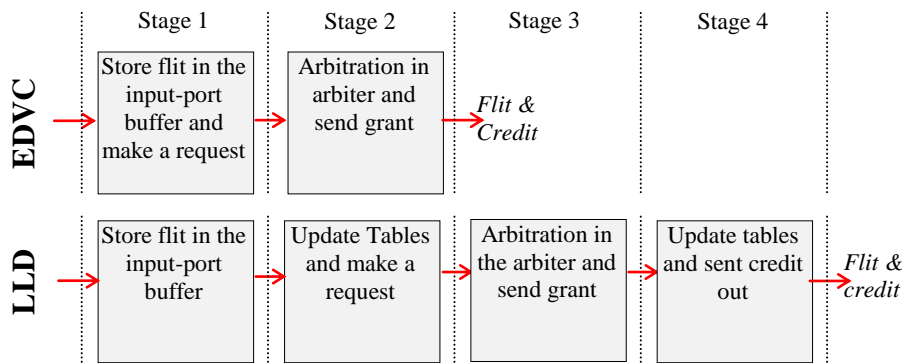 Stage 1 Stage 2 Stage 3 Stage 4
EDVC
Store flit in the
input-port
buffer and
make a request
Arbitration in
arbiter and
send grant
Flit &
Credit
LLD
Store flit in the
input-port
buffer
Update Tables
and make a
request
Arbitration in
the arbiter and
send grant
Update tables
and sent credit
out
Flit &
credit